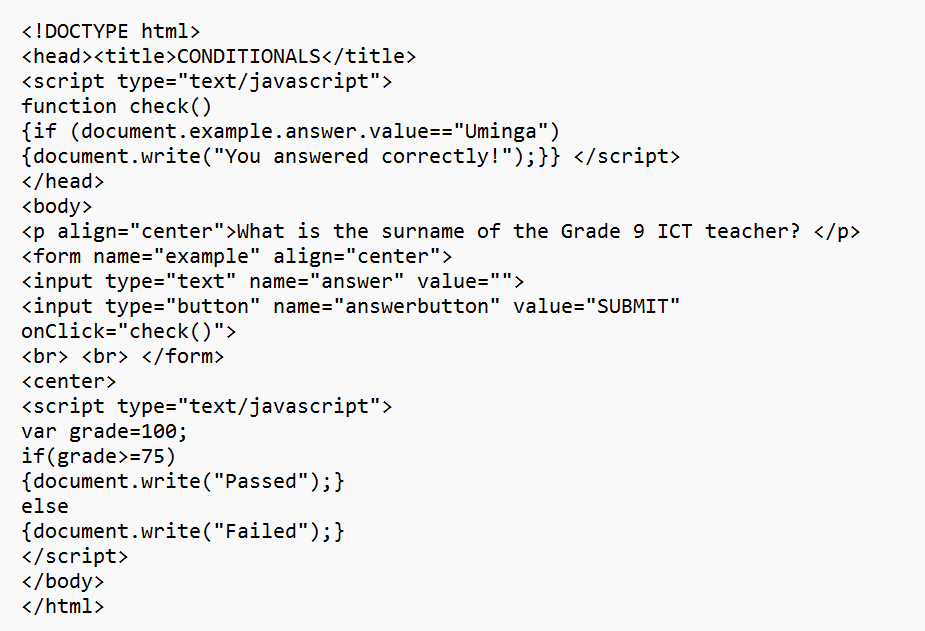 <!DOCTYPE html>
<head><title>CONDITIONALS</title>
<script type="text/javascript">
function check()
{if (document.example.answer.value=="Uminga")
{document.write("You answered correctly!");}} </script>
</head>
<body>
<p align="center">What is the surname of the Grade 9 ICT teacher? </p>
<form name="example" align="center">
<input type="text" name="answer" value="">
<input type="button" name="answerbutton" value="SUBMIT"
onClick="check()">
<br> <br> </form>
<center>
<script type="text/javascript">
var grade=100;
if(grade>=75)
{document.write("Passed");}
else
{document.write("Failed");}
</script>
</body>
</html>